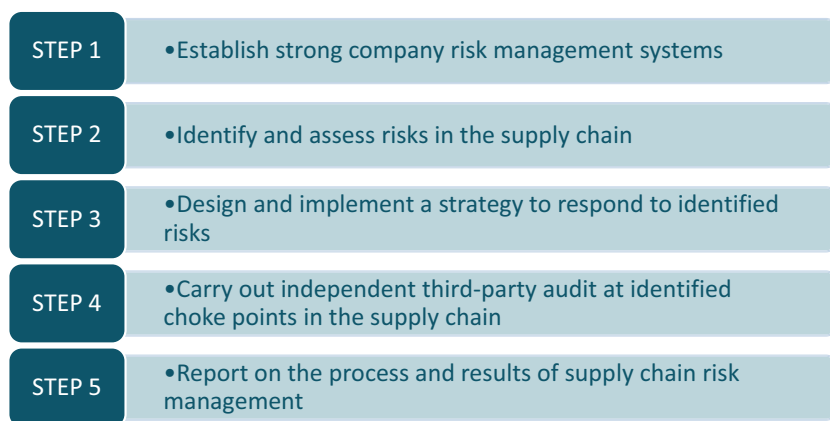 STEP 1
•Establish strong company risk management systems
STEP 2
•Identify and assess risks in the supply chain
STEP 3
•Design and implement a strategy to respond to identified
risks
STEP 4
•Carry out independent third-party audit at identified
choke points in the supply chain
STEP 5
•Report on the process and results of supply chain risk
management